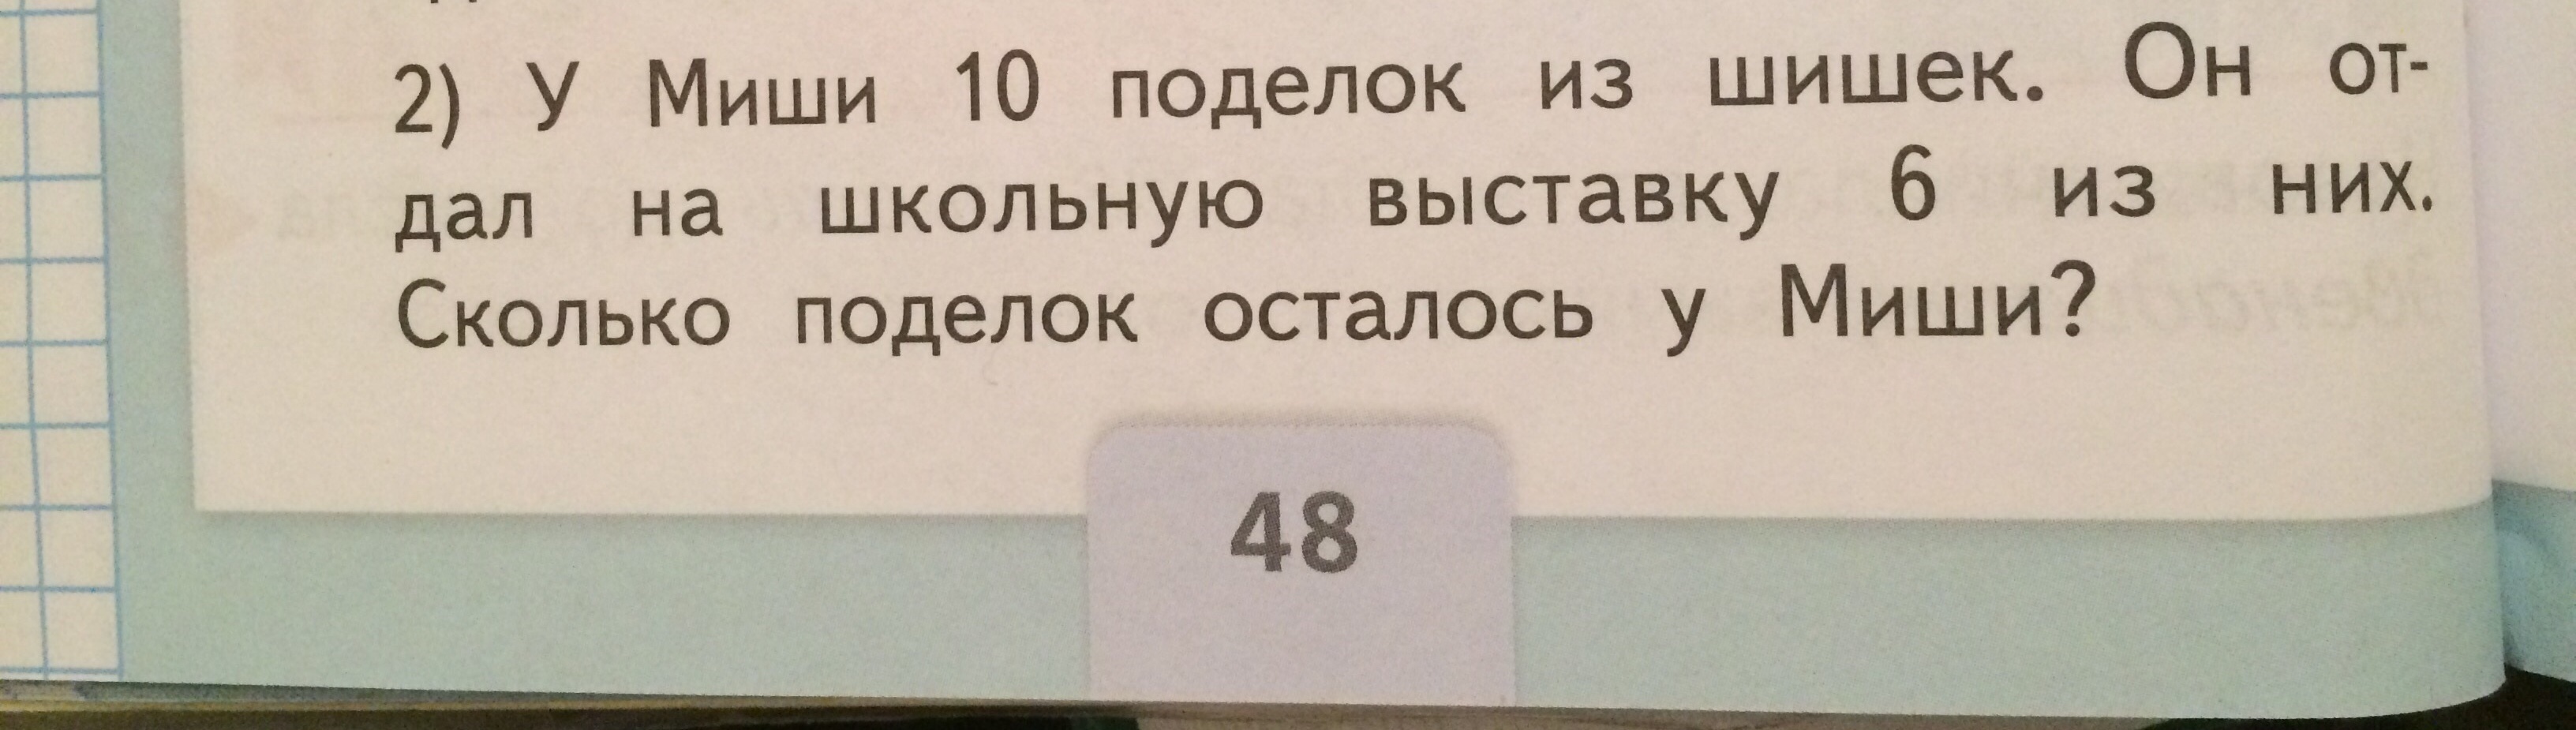 2) У Миши 10 поделок из шишек. Он от-
дал на школьную выставку 6 из них.
Сколько поделок осталось у Миши?
48